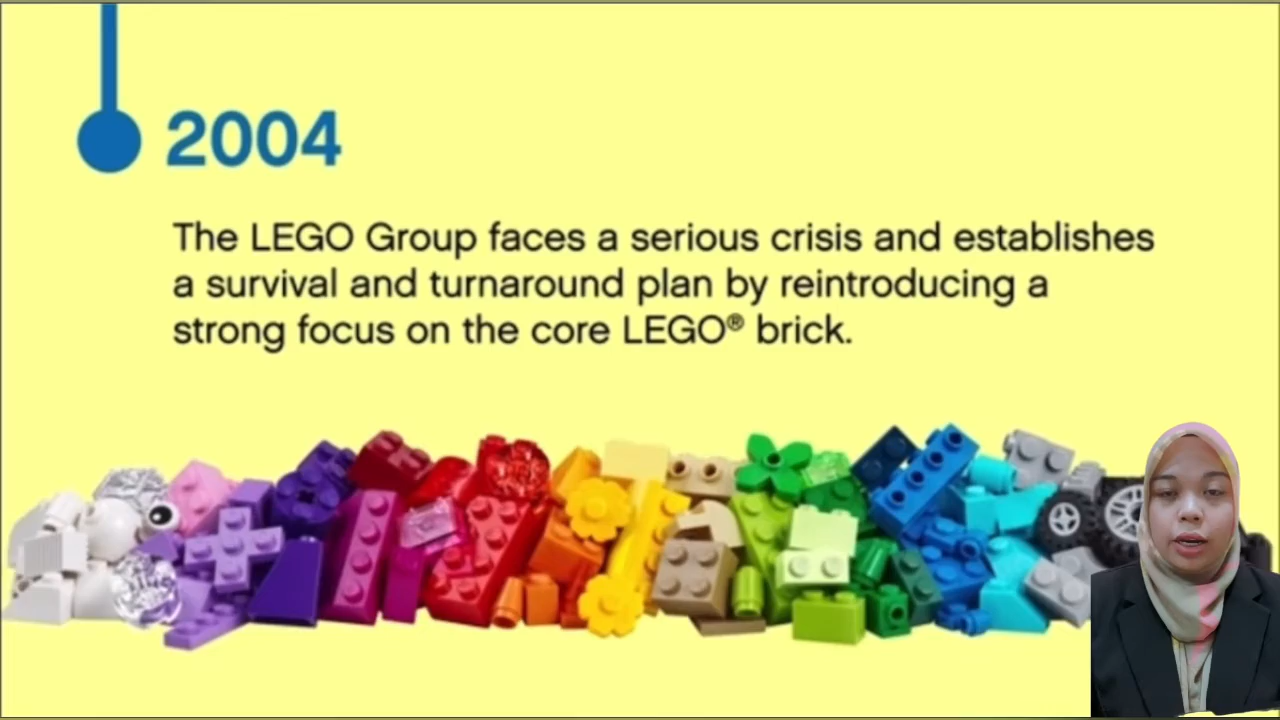 2004
The LEGO Group faces a serious crisis and establishes
a survival and turnaround plan by reintroducing a
strong focus on the core LEGO® brick.